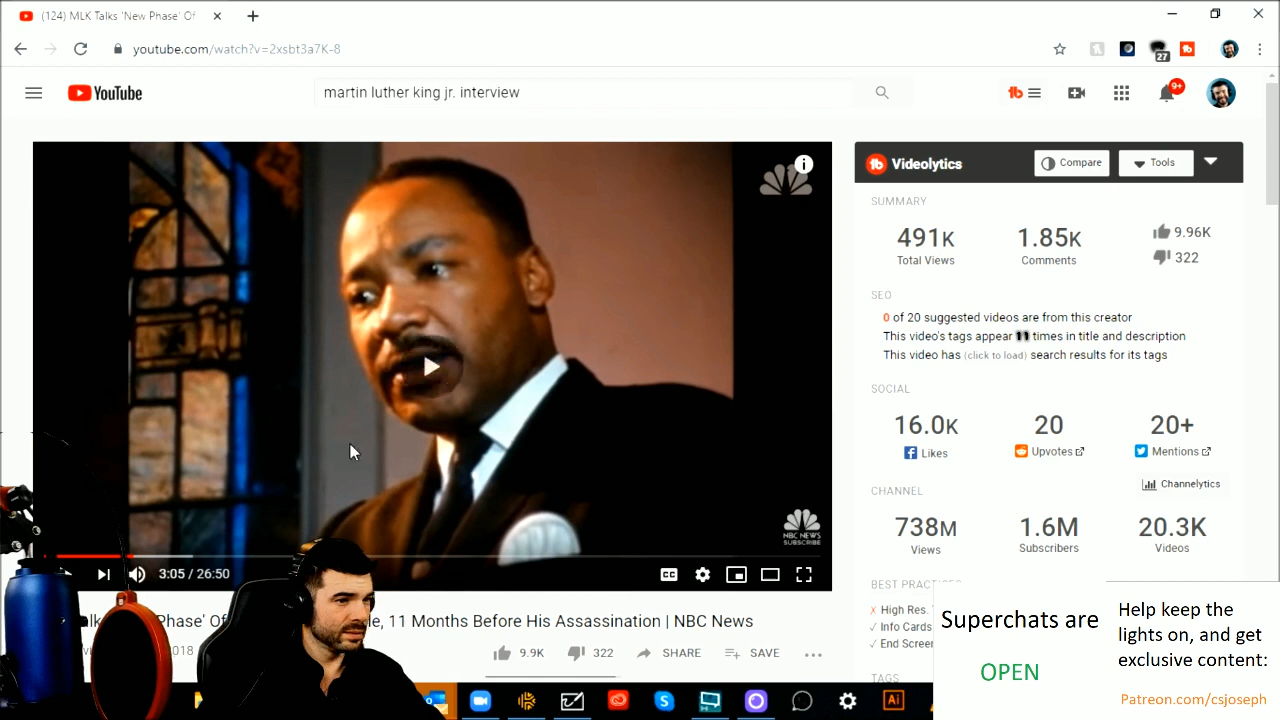 (124) MLK Talks 'New Phase' Of
youtube.com/watch?v=2xsbt3a7K-8
27
YouTube
martin luther king jr. interview
9+
Videolytics
Compare
Tools
SUMMARY
491K
Total Views
1.85K
Comments
9.96K
322
SEO
0 of 20 suggested videos are from this creator
This video's tags appear times in title and description
This video has (click to load) search results for its tags
SOCIAL
16.0K
Likes
20
Upvotes
20+
Mentions
Channelytics
CHANNEL
738M
Views
1.6M
Subscribers
20.3K
Videos
BEST PRACTIC
X High Res.
✓ Info Cards
✓ End Screen
TAGS
NBC NEWS
SUBSCRIBE
3:05 / 26:50
CC
Phase' Of
11 Months Before His Assassination | NBC News
2018
9.9K
322
SHARE
SAVE
Superchats are
OPEN
Help keep the
lights on, and get
exclusive content:
Patreon.com/csjoseph